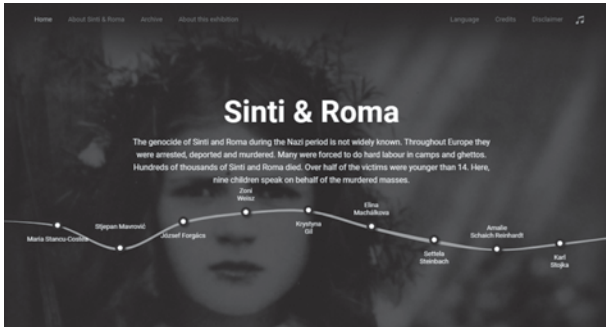 Home About Sinti & Roma Archive About this exhibition Language Credits Disclaimer
Sinti & Roma
The genocide of Sinti and Roma during the Nazi period is not widely known. Throughout Europe they
were arrested, deported and murdered. Many were forced to do hard labour in camps and ghettos.
Hundreds of thousands of Sinti and Roma died. Over half of the victims were younger than 14. Here,
nine children speak on behalf of the murdered masses.
Maria Stancu-Costea
Stjepan Mavrović
József Forgács
Zoni
Weisz
Krystyna
Gil
Elina
Machálkova
Settela
Steinbach
Amalie
Schaich Reinhardt
Karl
Stojka